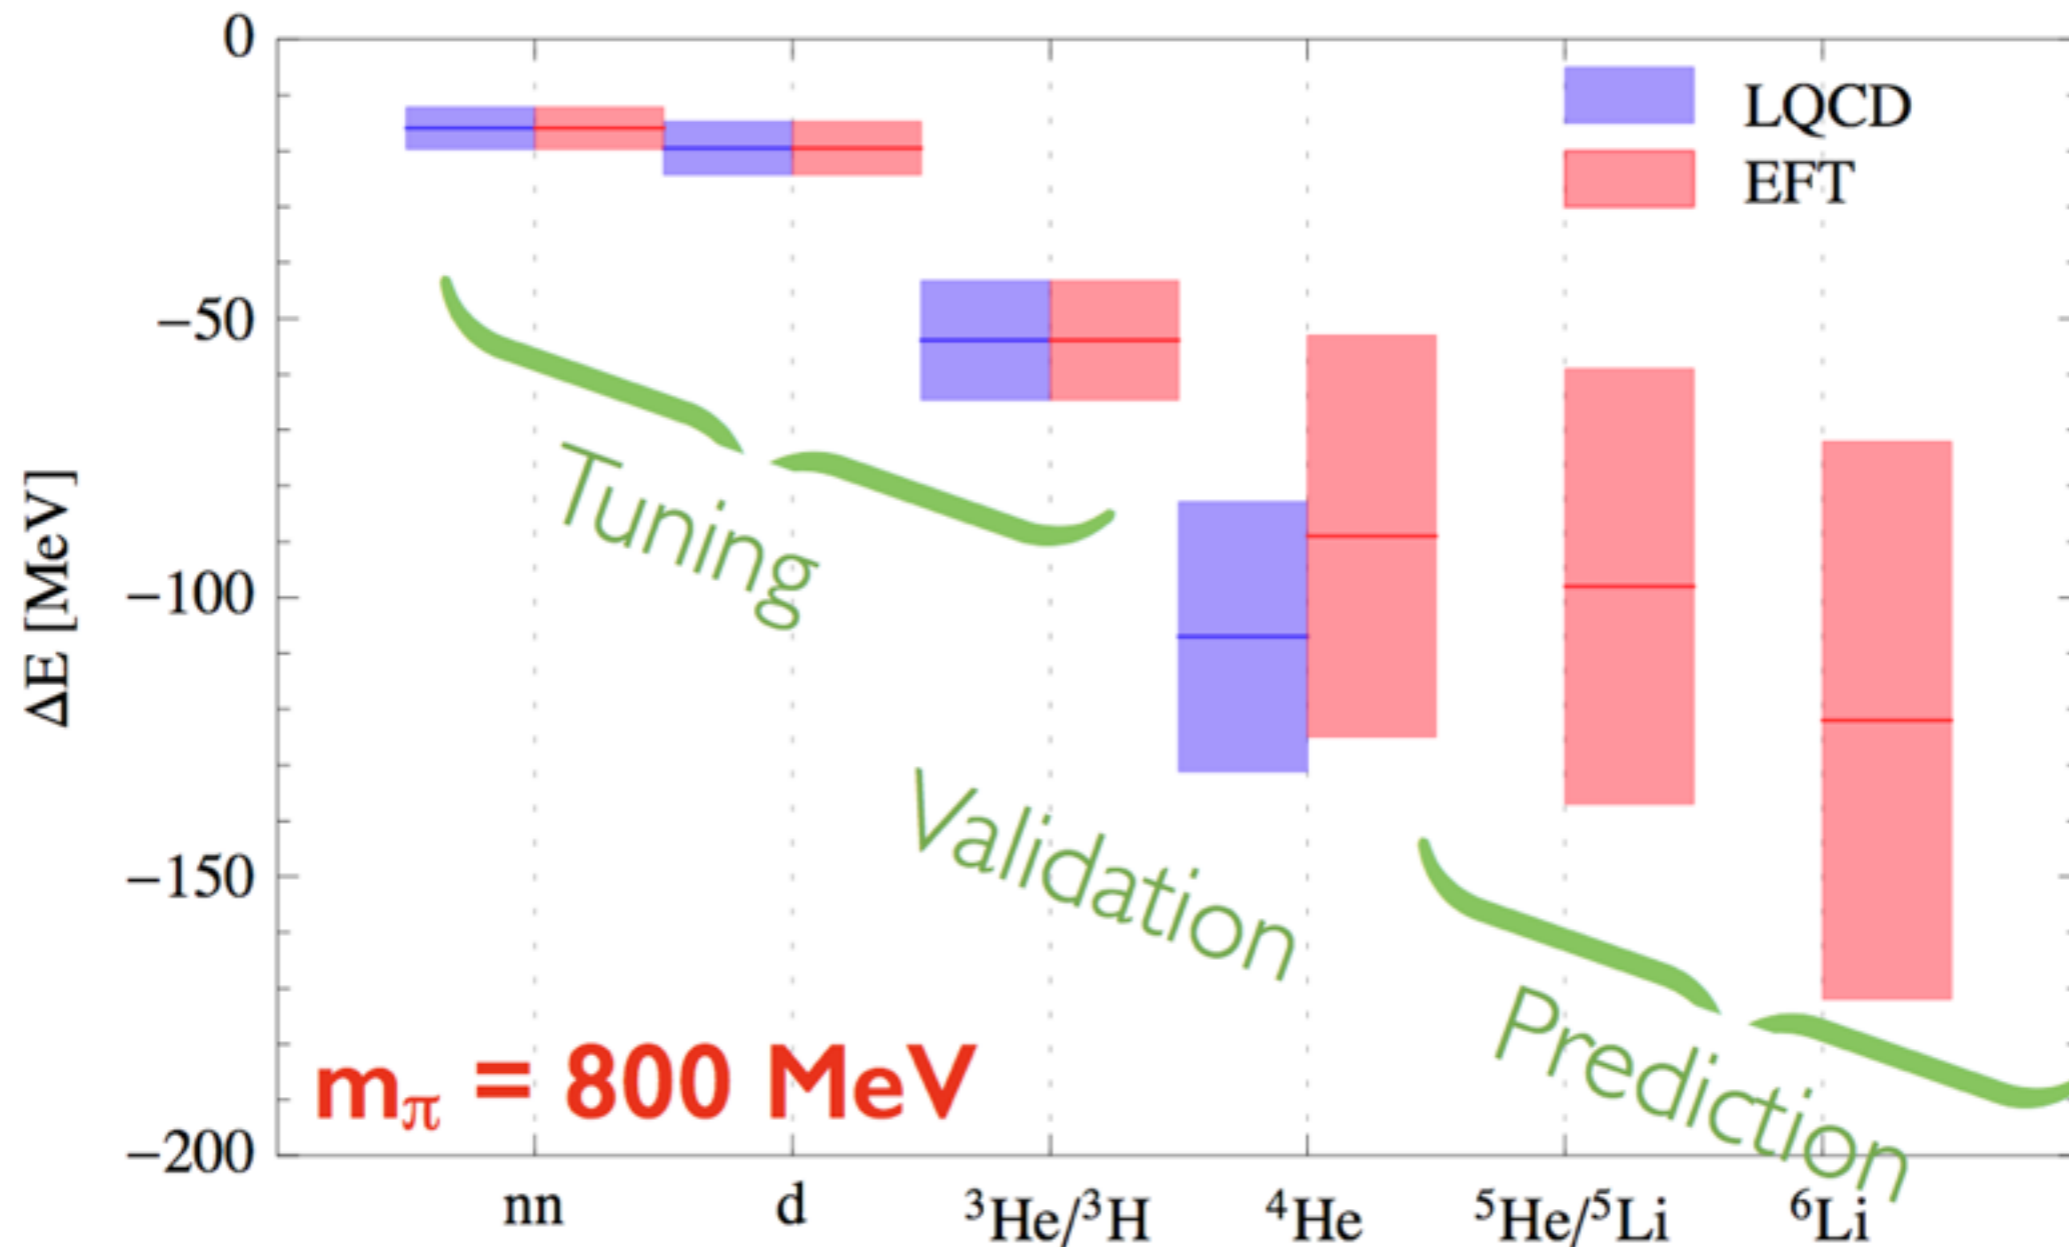 0
−50
−100
−150
−200
ΔE [MeV]
LQCD
EFT
Tuning
Validation
Prediction
mπ = 800 MeV
nn
d
³He/³H
⁴He
⁵He/⁵Li
⁶Li